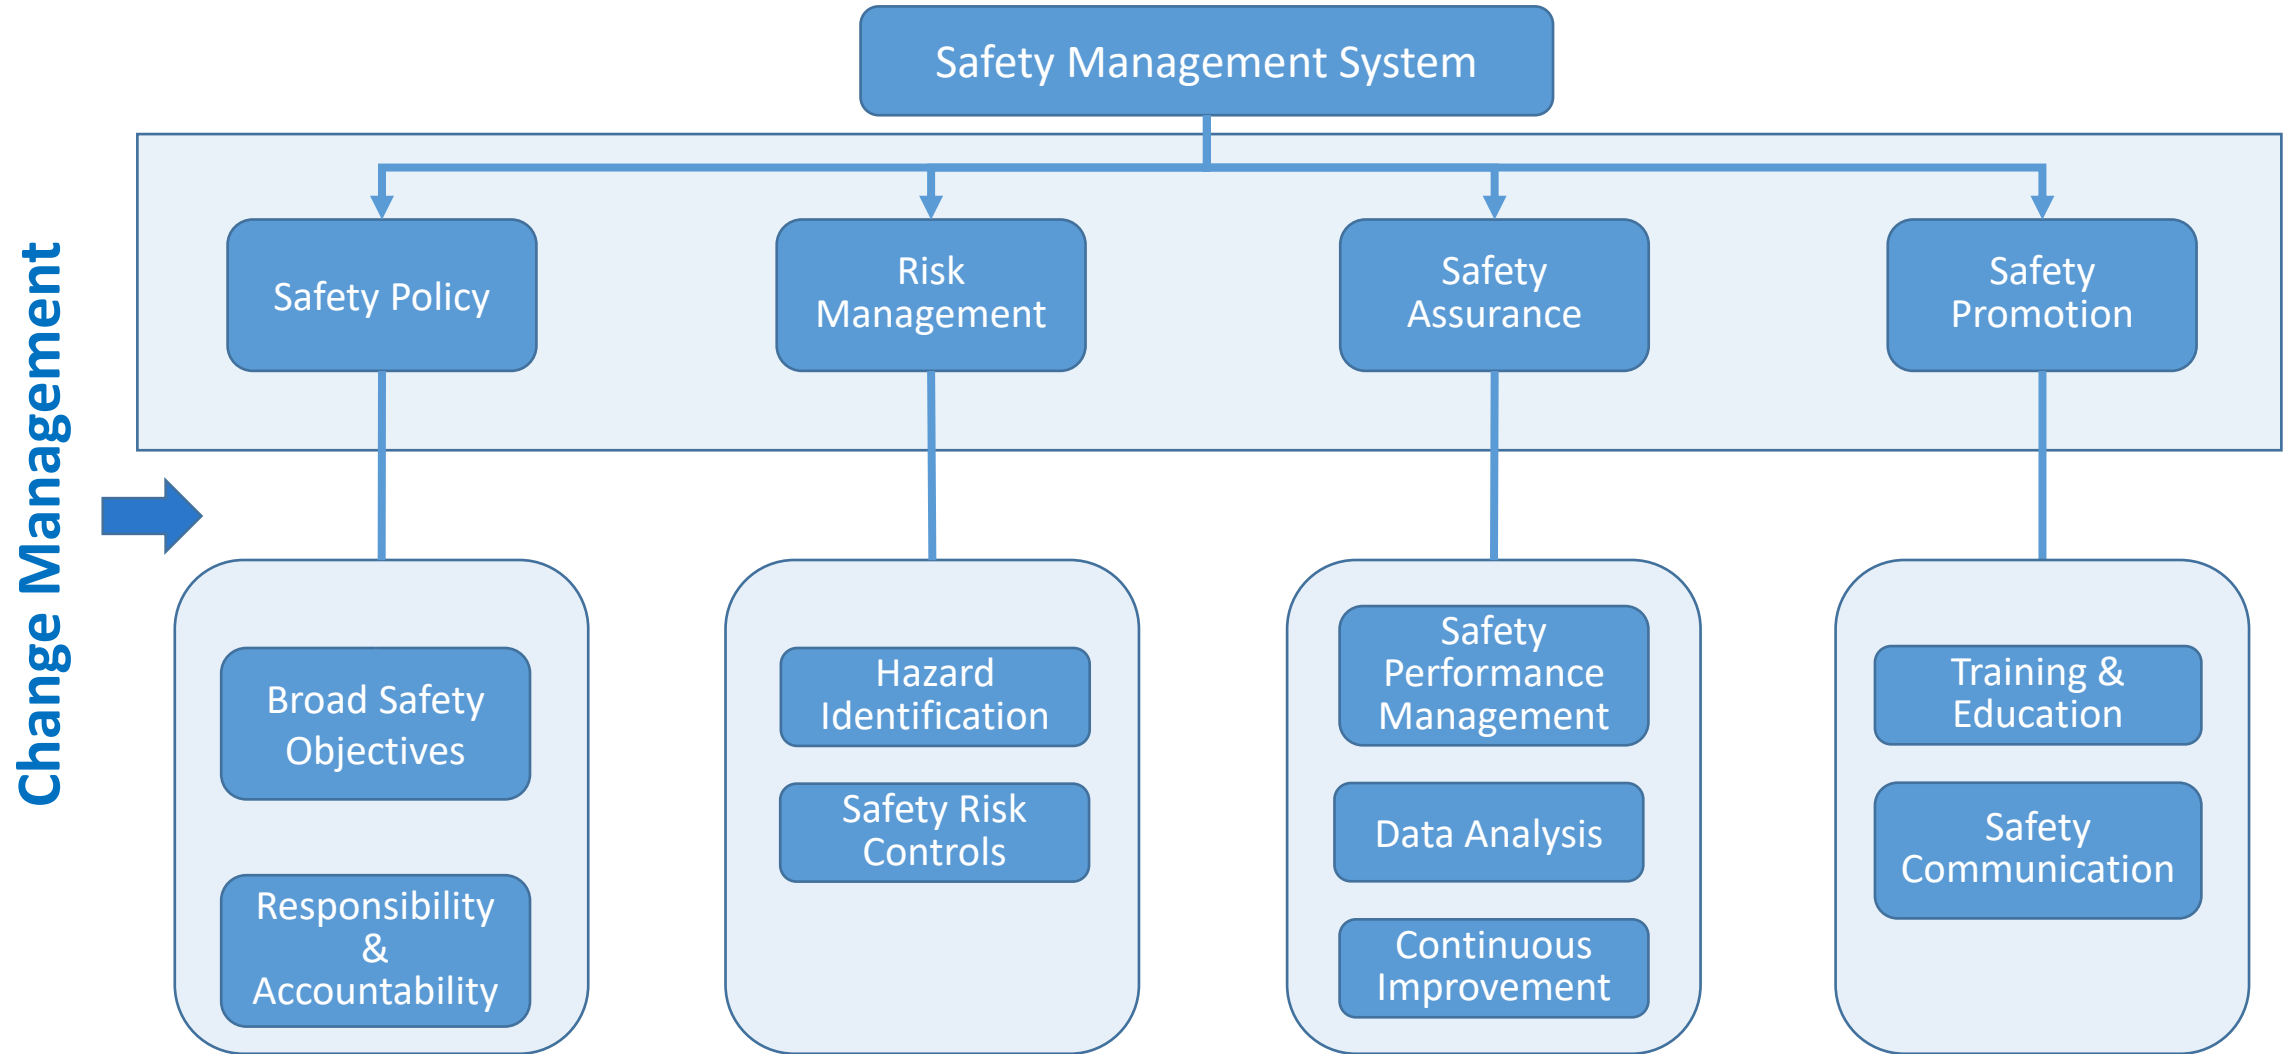 Safety Management System
Change Management
Safety Policy
Risk
Management
Safety
Assurance
Safety
Promotion
Broad Safety
Objectives
Responsibility
&
Accountability
Hazard
Identification
Safety Risk
Controls
Safety
Performance
Management
Data Analysis
Continuous
Improvement
Training &
Education
Safety
Communication